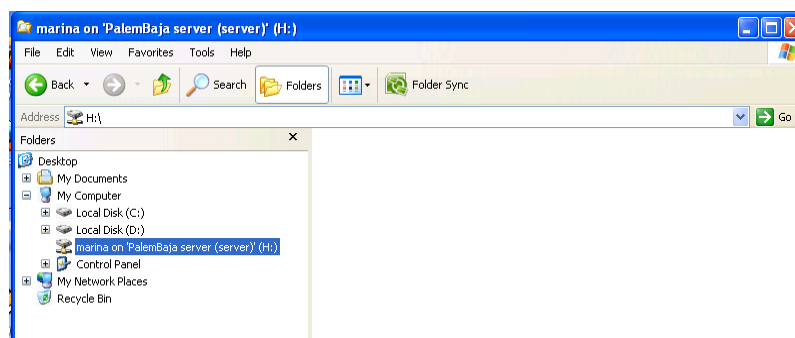 marina on 'PalemBaja server (server)' (H:)
File Edit View Favorites Tools Help
Back Search Folders Folder Sync
Address H:\ Go
Folders x
Desktop
My Documents
My Computer
Local Disk (C:)
Local Disk (D:)
marina on 'PalemBaja server (server)' (H:)
Control Panel
My Network Places
Recycle Bin